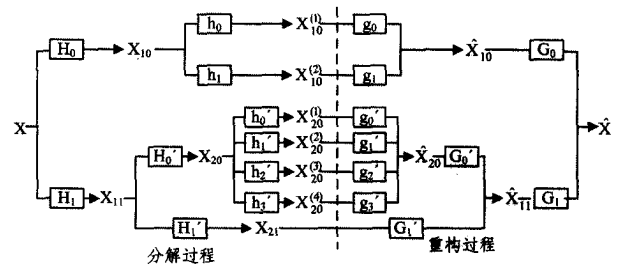 H₀ X₁₀ h₀ X₁₀⁽¹⁾ g₀ X̂₁₀ G₀
h₁ X₁₀⁽²⁾ g₁
X X̂
h₀′ X₂₀⁽¹⁾ g₀′
H₀′ X₂₀ h₁′ X₂₀⁽²⁾ g₁′ X̂₂₀ G₀′
h₂′ X₂₀⁽³⁾ g₂′
H₁ X₁₁ h₃′ X₂₀⁽⁴⁾ g₃′ X̂₁₁ G₁
H₁′ X₂₁ G₁′
分解过程 重构过程